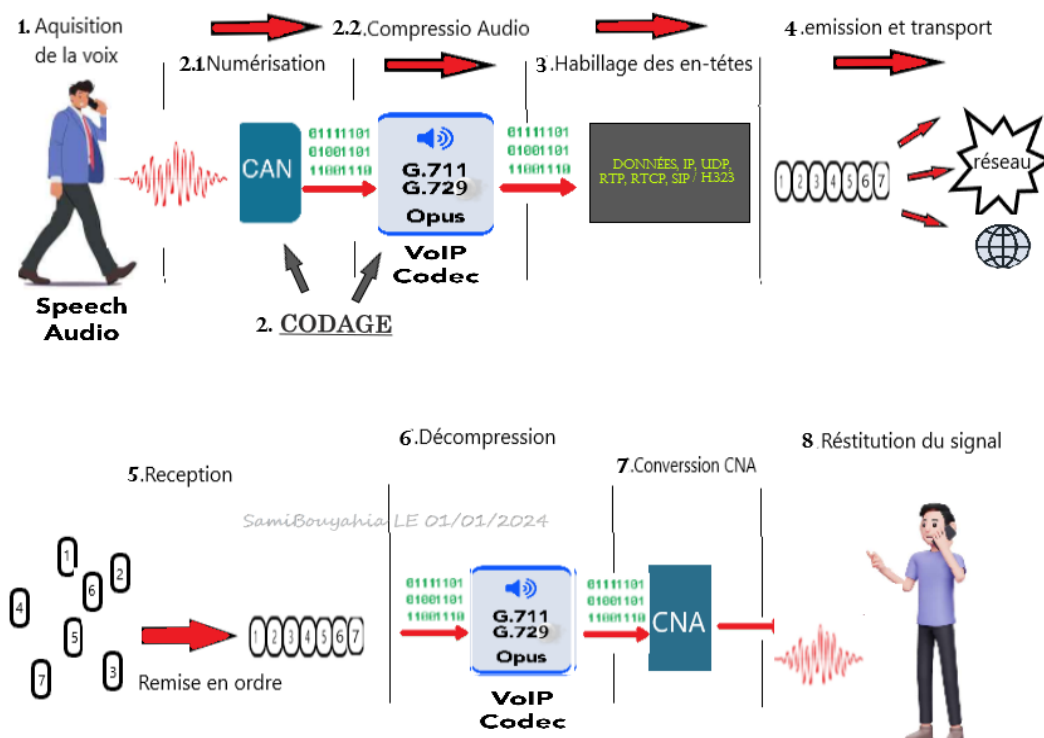 1. Aquisition
de la voix
2.2.Compressio Audio
4.emission et transport
2.1Numérisation
3.Habillage des en-tétes
CAN
01111101
01001101
11001110
G.711
G.729
Opus
VoIP
Codec
01111101
01001101
11001110
DONNÉES, IP, UDP,
RTP, RTCP, SIP / H323
1 2 3 4 5 6 7
réseau
Speech
Audio
2. CODAGE
5.Reception
6.Décompression
7.Converssion CNA
8.Réstitution du signal
SamiBouyahia LE 01/01/2024
1
2
6
4
5
7
3
Remise en ordre
1 2 3 4 5 6 7
01111101
01001101
11001110
G.711
G.729
Opus
VoIP
Codec
01111101
01001101
11001110
CNA